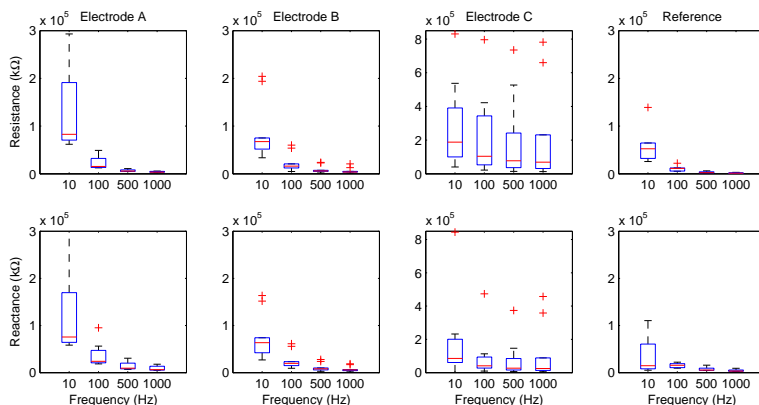 Electrode A
Electrode B
Electrode C
Reference
x 10^5
x 10^5
x 10^5
x 10^5
Resistance (kΩ)
3
2
1
0
3
2
1
0
8
6
4
2
0
3
2
1
0
10 100 500 1000
10 100 500 1000
10 100 500 1000
10 100 500 1000
x 10^5
x 10^5
x 10^5
x 10^5
Reactance (kΩ)
3
2
1
0
3
2
1
0
8
6
4
2
0
3
2
1
0
10 100 500 1000
10 100 500 1000
10 100 500 1000
10 100 500 1000
Frequency (Hz)
Frequency (Hz)
Frequency (Hz)
Frequency (Hz)